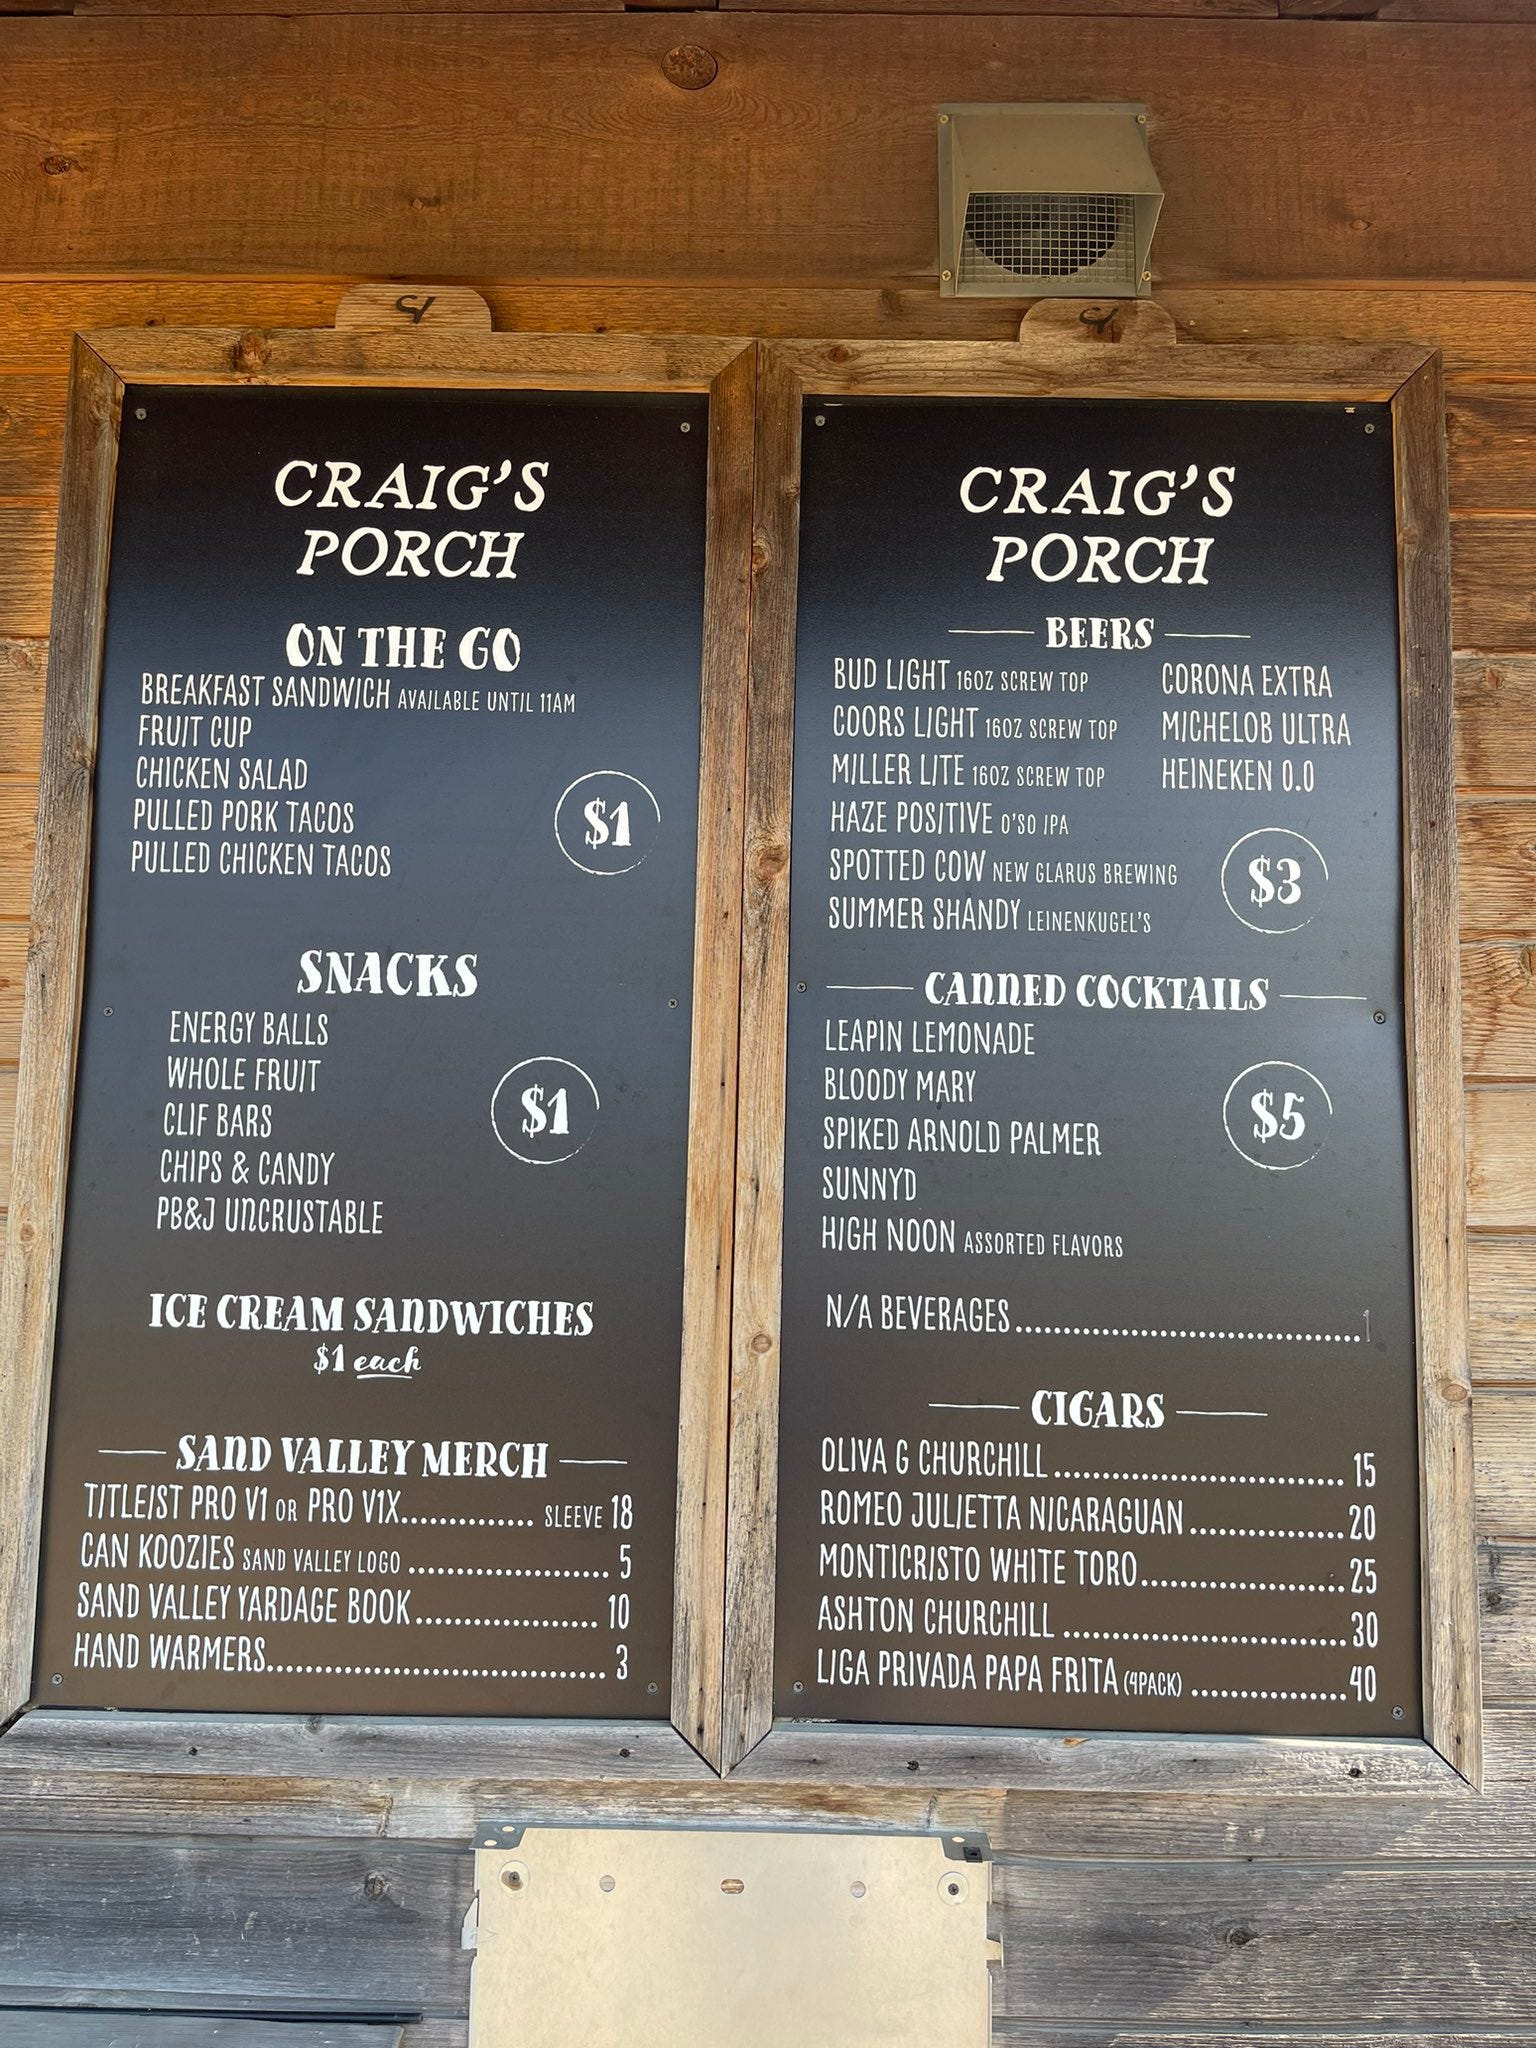 CRAIG'S
PORCH
ON THE GO
BREAKFAST SANDWICH AVAILABLE UNTIL 11AM
FRUIT CUP
CHICKEN SALAD
PULLED PORK TACOS
PULLED CHICKEN TACOS
$1
SNACKS
ENERGY BALLS
WHOLE FRUIT
CLIF BARS
CHIPS & CANDY
PB&J UNCRUSTABLE
$1
ICE CREAM SANDWICHES
$1 each
SAND VALLEY MERCH
TITLEIST PRO V1 OR PRO V1X.............. SLEEVE 18
CAN KOOZIES SAND VALLEY LOGO ..................... 5
SAND VALLEY YARDAGE BOOK................... 10
HAND WARMERS................................... 3
CRAIG'S
PORCH
BEERS
BUD LIGHT 16OZ SCREW TOP
COORS LIGHT 16OZ SCREW TOP
MILLER LITE 16OZ SCREW TOP
HAZE POSITIVE O'SO IPA
SPOTTED COW NEW GLARUS BREWING
SUMMER SHANDY LEINENKUGEL'S
CORONA EXTRA
MICHELOB ULTRA
HEINEKEN 0.0
$3
CANNED COCKTAILS
LEAPIN LEMONADE
BLOODY MARY
SPIKED ARNOLD PALMER
SUNNYD
HIGH NOON ASSORTED FLAVORS
$5
N/A BEVERAGES....................................1
CIGARS
OLIVA G CHURCHILL.............................. 15
ROMEO JULIETTA NICARAGUAN................20
MONTICRISTO WHITE TORO.....................25
ASHTON CHURCHILL .............................30
LIGA PRIVADA PAPA FRITA (4PACK) ................40